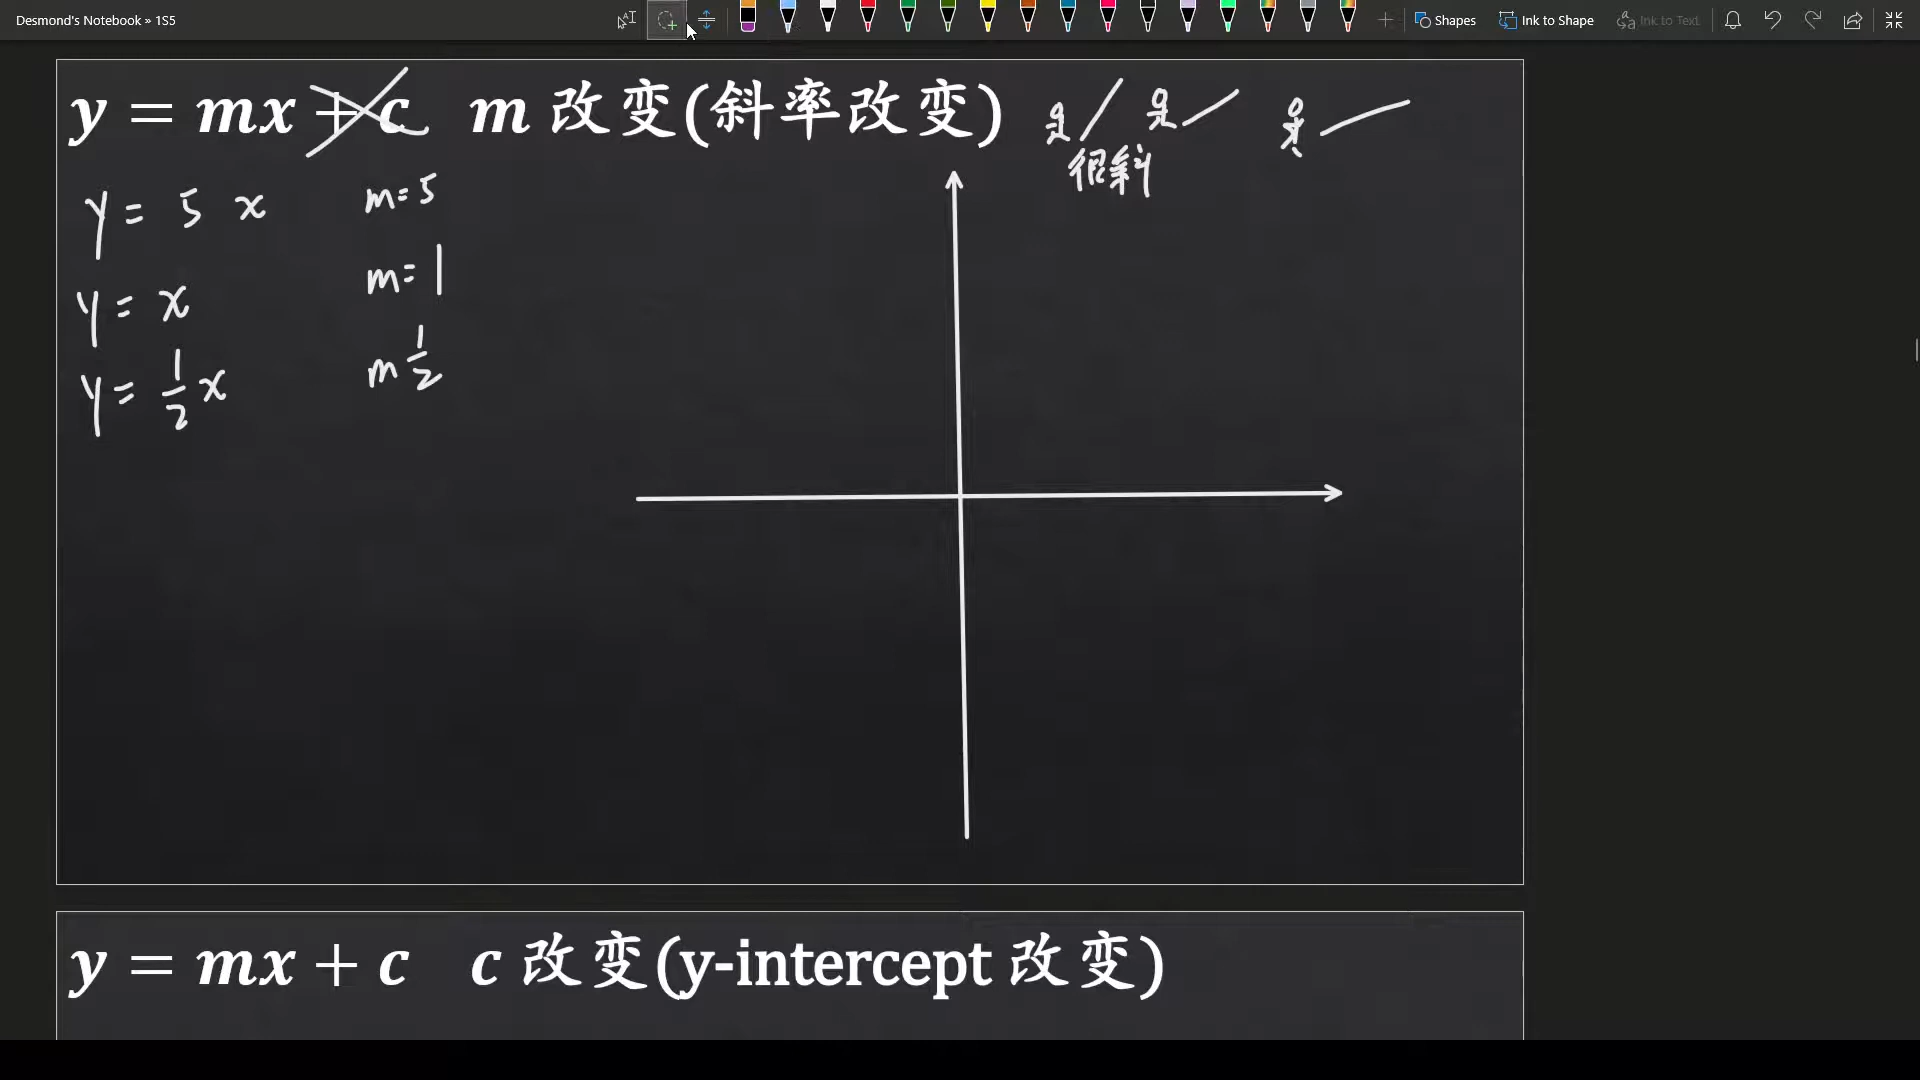 Desmond's Notebook » 1S5
Shapes
Ink to Shape
Ink to Text
y = mx + c m 改变(斜率改变)
很斜
y = 5 x m = 5
y = x m = 1
y = 1/2 x m 1/2
y = mx + c c 改变(y-intercept 改变)